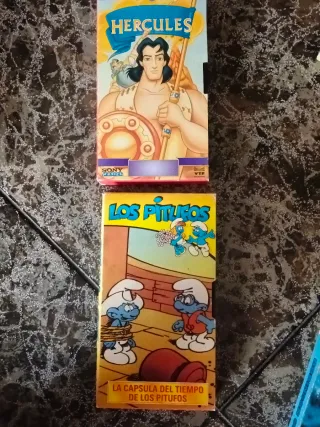 HERCULES
SONY
LOS PITUFOS
LA CAPSULA DEL TIEMPO
DE LOS PITUFOS